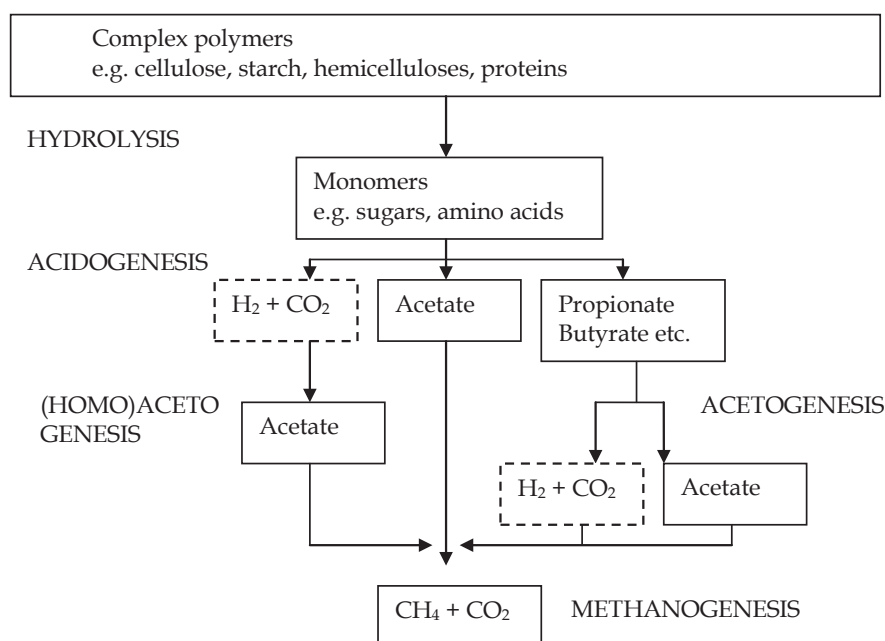 Complex polymers
e.g. cellulose, starch, hemicelluloses, proteins
HYDROLYSIS
Monomers
e.g. sugars, amino acids
ACIDOGENESIS
H₂ + CO₂
Acetate
Propionate
Butyrate etc.
(HOMO)ACETO
GENESIS
Acetate
ACETOGENESIS
H₂ + CO₂
Acetate
CH₄ + CO₂
METHANOGENESIS